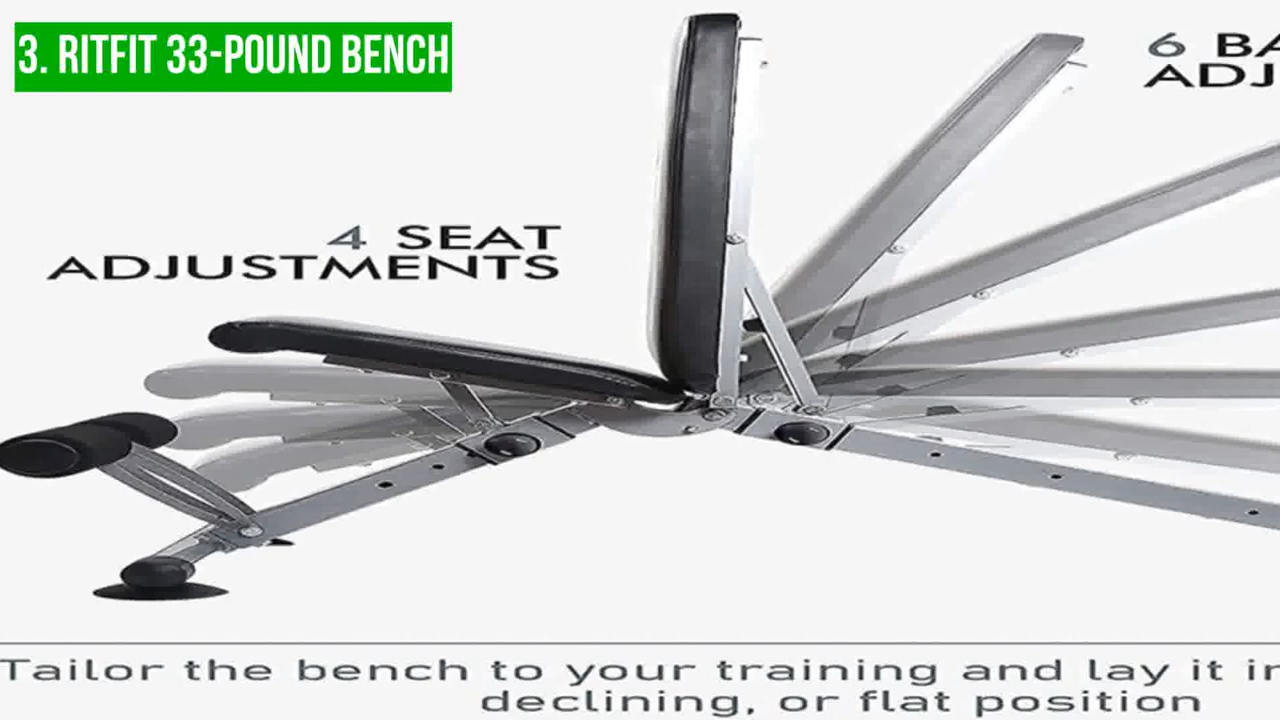 3. RITFIT 33-POUND BENCH
6 BA
ADJ
4 SEAT
ADJUSTMENTS
Tailor the bench to your training and lay it in
declining, or flat position